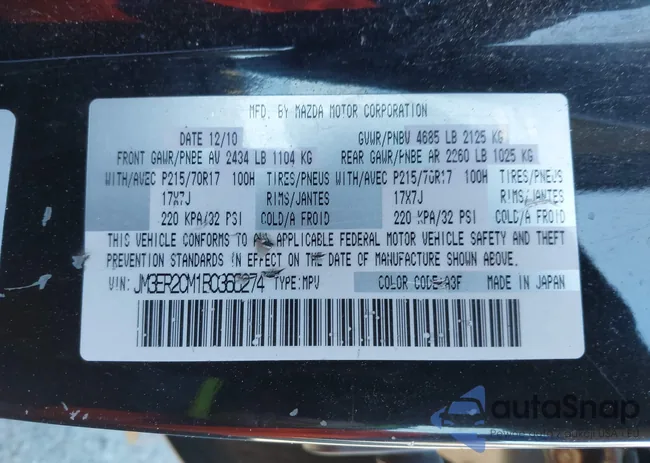 MFD. BY MAZDA MOTOR CORPORATION
DATE 12/10 GVWR/PNBV 4685 LB 2125 KG
FRONT GAWR/PNBE AV 2434 LB 1104 KG REAR GAWR/PNBE AR 2260 LB 1025 KG
WITH/AVEC P215/70R17 100H TIRES/PNEUS WITH/AVEC P215/70R17 100H TIRES/PNEUS
17X7J RIMS/JANTES 17X7J RIMS/JANTES
220 KPA/32 PSI COLD/A FROID 220 KPA/32 PSI COLD/A FROID
THIS VEHICLE CONFORMS TO ALL APPLICABLE FEDERAL MOTOR VEHICLE SAFETY AND THEFT
PREVENTION STANDARDS IN EFFECT ON THE DATE OF MANUFACTURE SHOWN ABOVE.
VIN: TYPE:MPV COLOR CODE:A3F MADE IN JAPAN
autoSnap